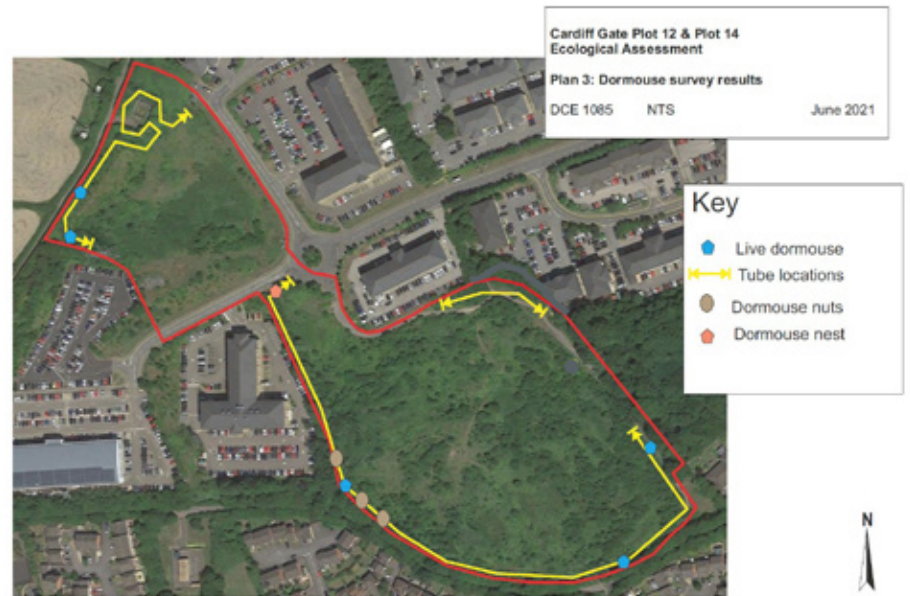 Cardiff Gate Plot 12 & Plot 14
Ecological Assessment
Plan 3: Dormouse survey results
DCE 1085 NTS June 2021
Key
Live dormouse
Tube locations
Dormouse nuts
Dormouse nest
N